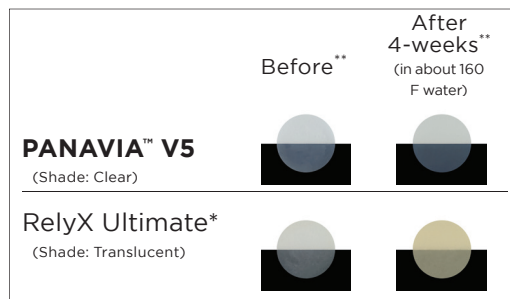 After
4-weeks**
Before**
(in about 160
F water)
PANAVIA™ V5
(Shade: Clear)
RelyX Ultimate*
(Shade: Translucent)